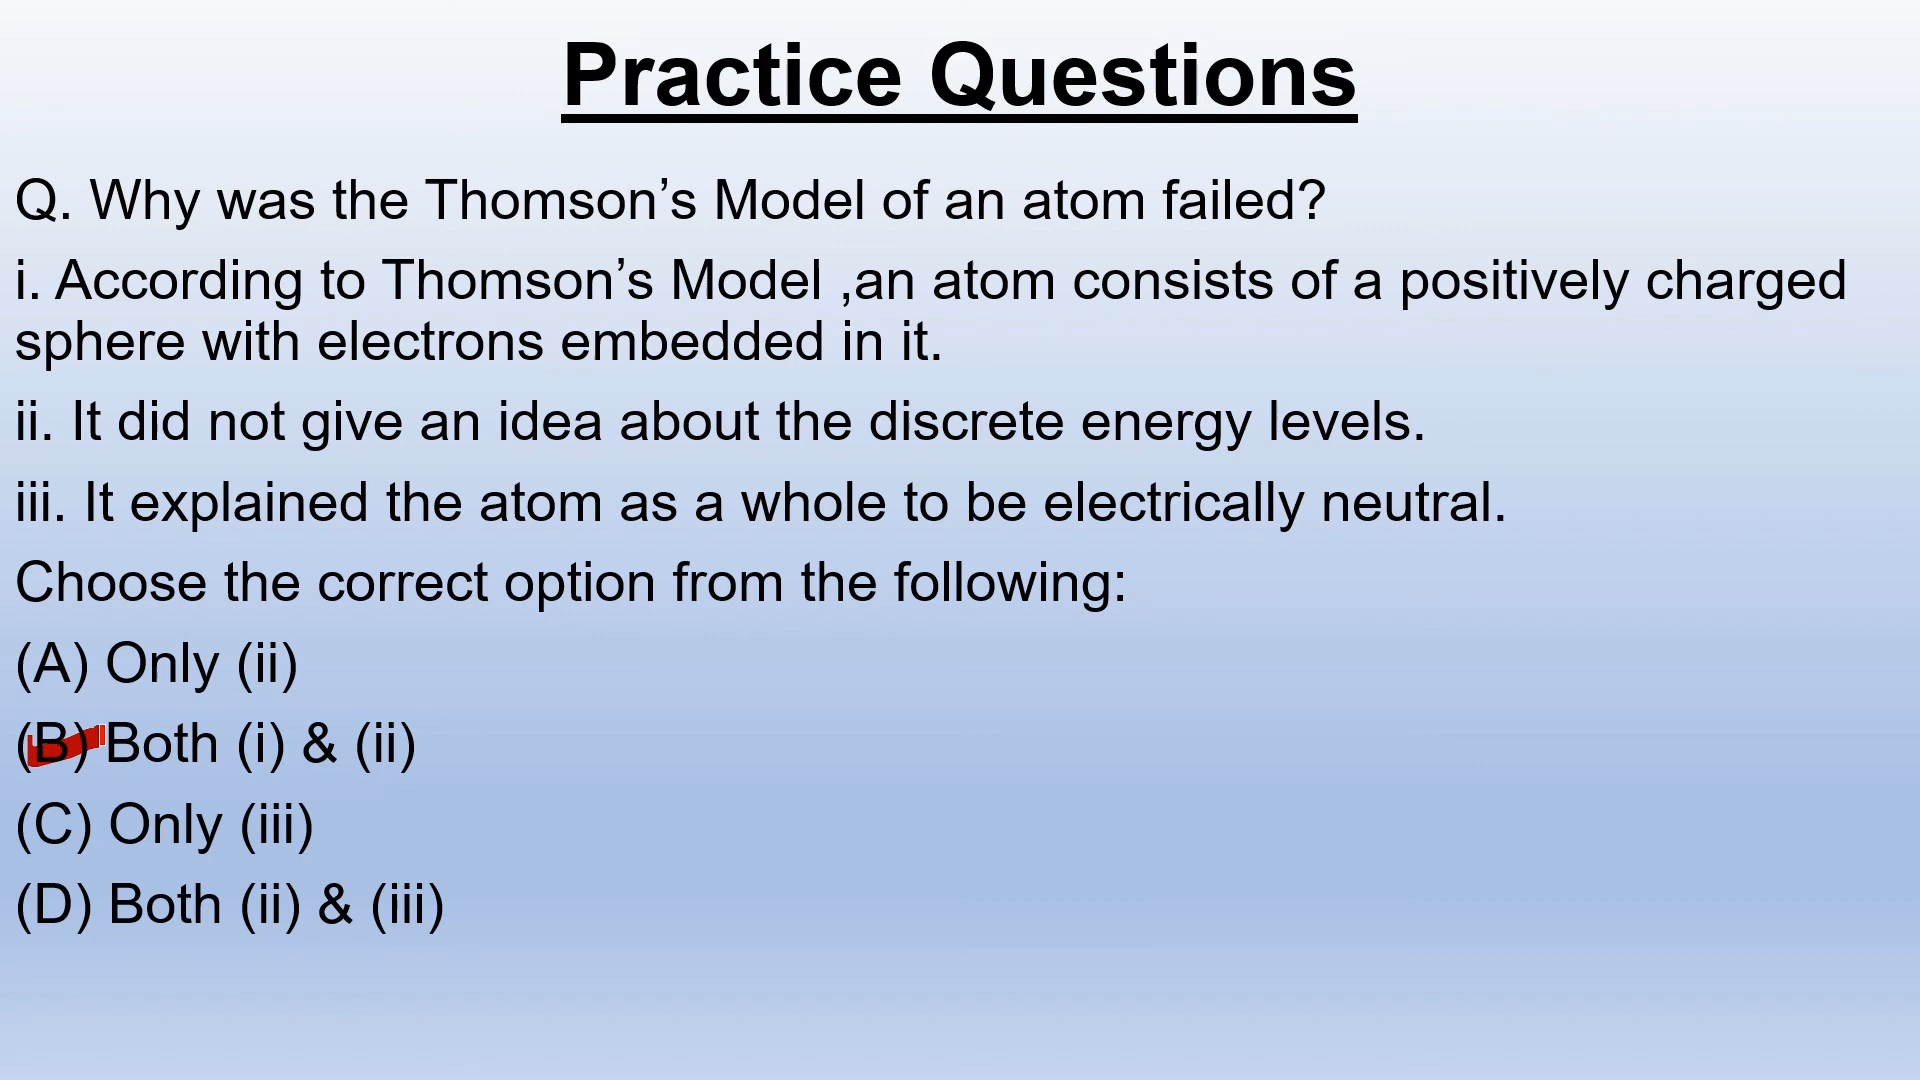 Practice Questions
Q. Why was the Thomson’s Model of an atom failed?
i. According to Thomson’s Model ,an atom consists of a positively charged
sphere with electrons embedded in it.
ii. It did not give an idea about the discrete energy levels.
iii. It explained the atom as a whole to be electrically neutral.
Choose the correct option from the following:
(A) Only (ii)
(B) Both (i) & (ii)
(C) Only (iii)
(D) Both (ii) & (iii)